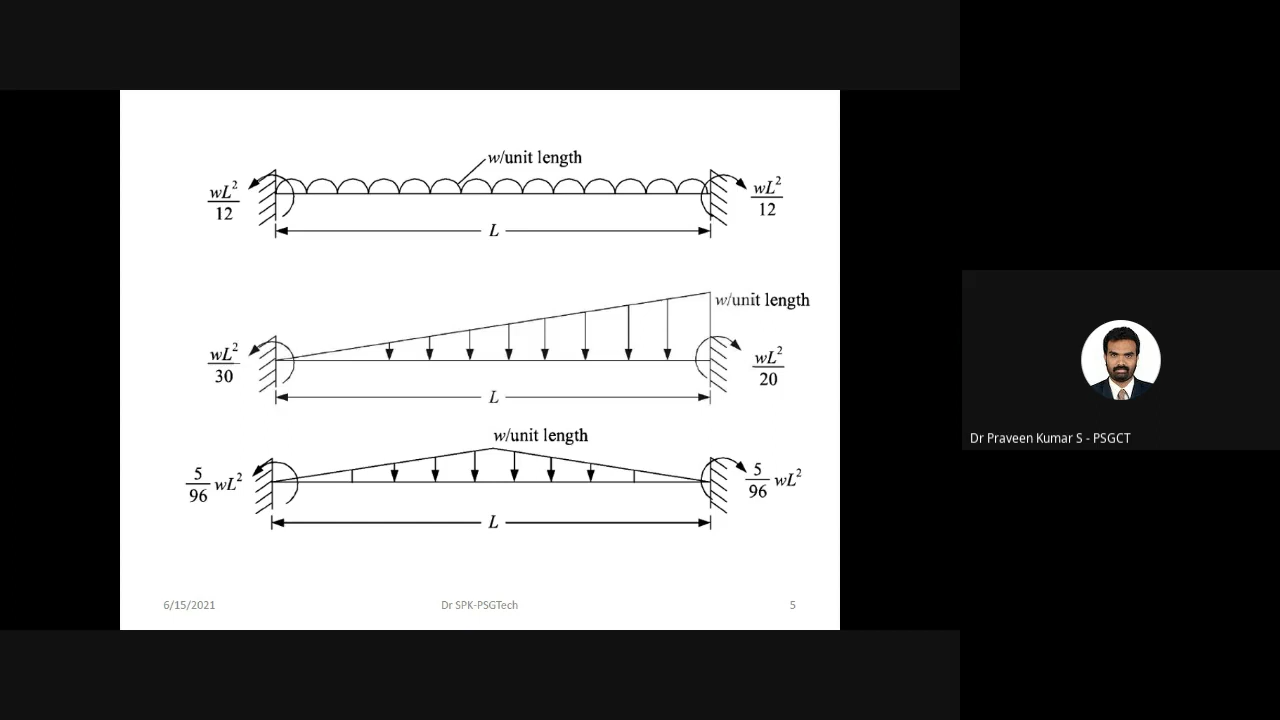 w/unit length
wL²/12
wL²/12
L
w/unit length
wL²/30
wL²/20
L
w/unit length
5/96 wL²
5/96 wL²
L
6/15/2021
Dr SPK-PSGTech
5
Dr Praveen Kumar S - PSGCT